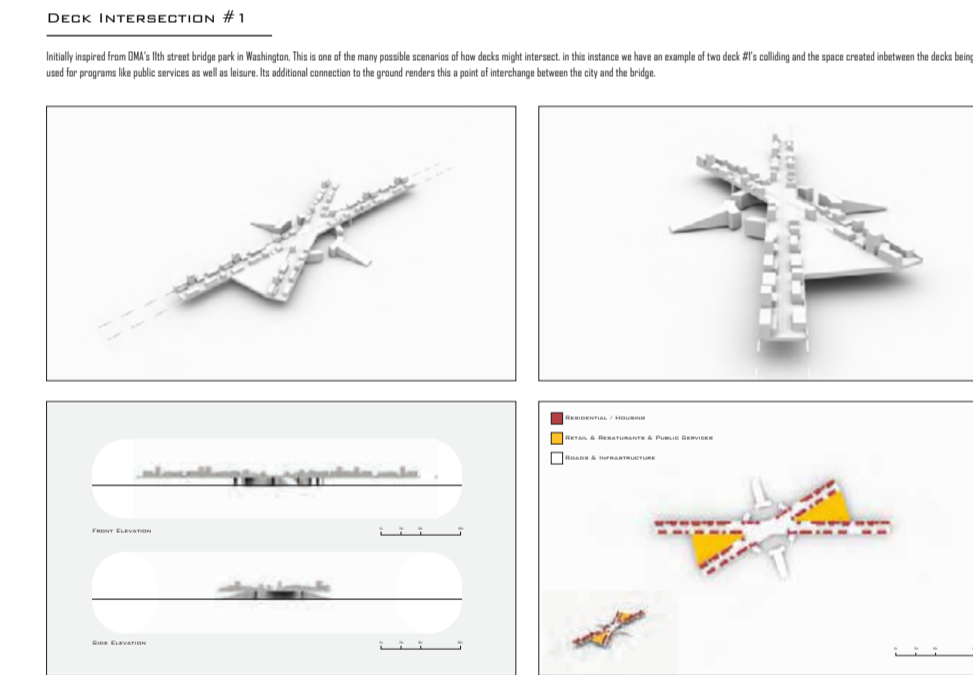 Deck Intersection #1
Initially inspired from OMA's 11th street bridge park in Washington, This is one of the many possible scenarios of how decks might intersect. in this instance we have an example of two deck #1's colliding and the space created inbetween the decks being
used for programs like public services as well as leisure. Its additional connection to the ground renders this a point of interchange between the city and the bridge.
Residential / Housing
Retail & Resaturants & Public Services
Roads & Infrastructure
Front Elevation
Side Elevation